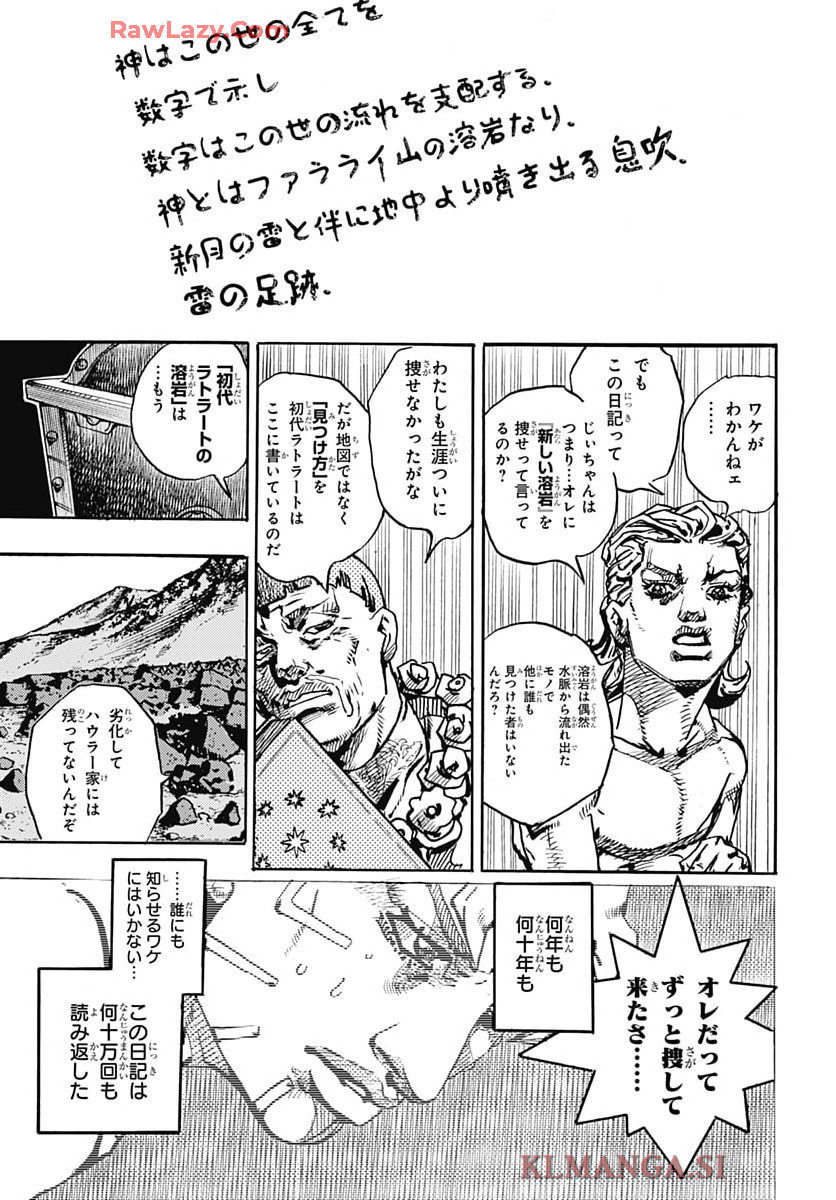 RawLazy.Com
神はこの世の全てを
数字で示し
数字はこの世の流れを支配する.
神とはファラライ山の溶岩なり.
新月の雷と伴に地中より噴き出る息吹.
雷の足跡.
ワケが
わかんねェ
……
でも
この日記って
じぃちゃんは
つまり…オレに
『新しい溶岩』を
捜せって言って
るのか?
溶岩は偶然
水脈から流れ出た
モノで
他に誰も
見つけた者はいない
んだろ?
わたしも生涯ついに
捜せなかったがな
だが地図ではなく
「見つけ方」を
初代ラトラートは
ここに書いているのだ
「初代
ラトラートの
溶岩」は
…もう
劣化して
ハウラー家には
残ってないんだぞ
オレだって
ずっと捜して
来たさ……
何年も
何十年も
……誰にも
知らせるワケ
にはいかない…
この日記は
何十万回も
読み返した
KLMANGA.SI